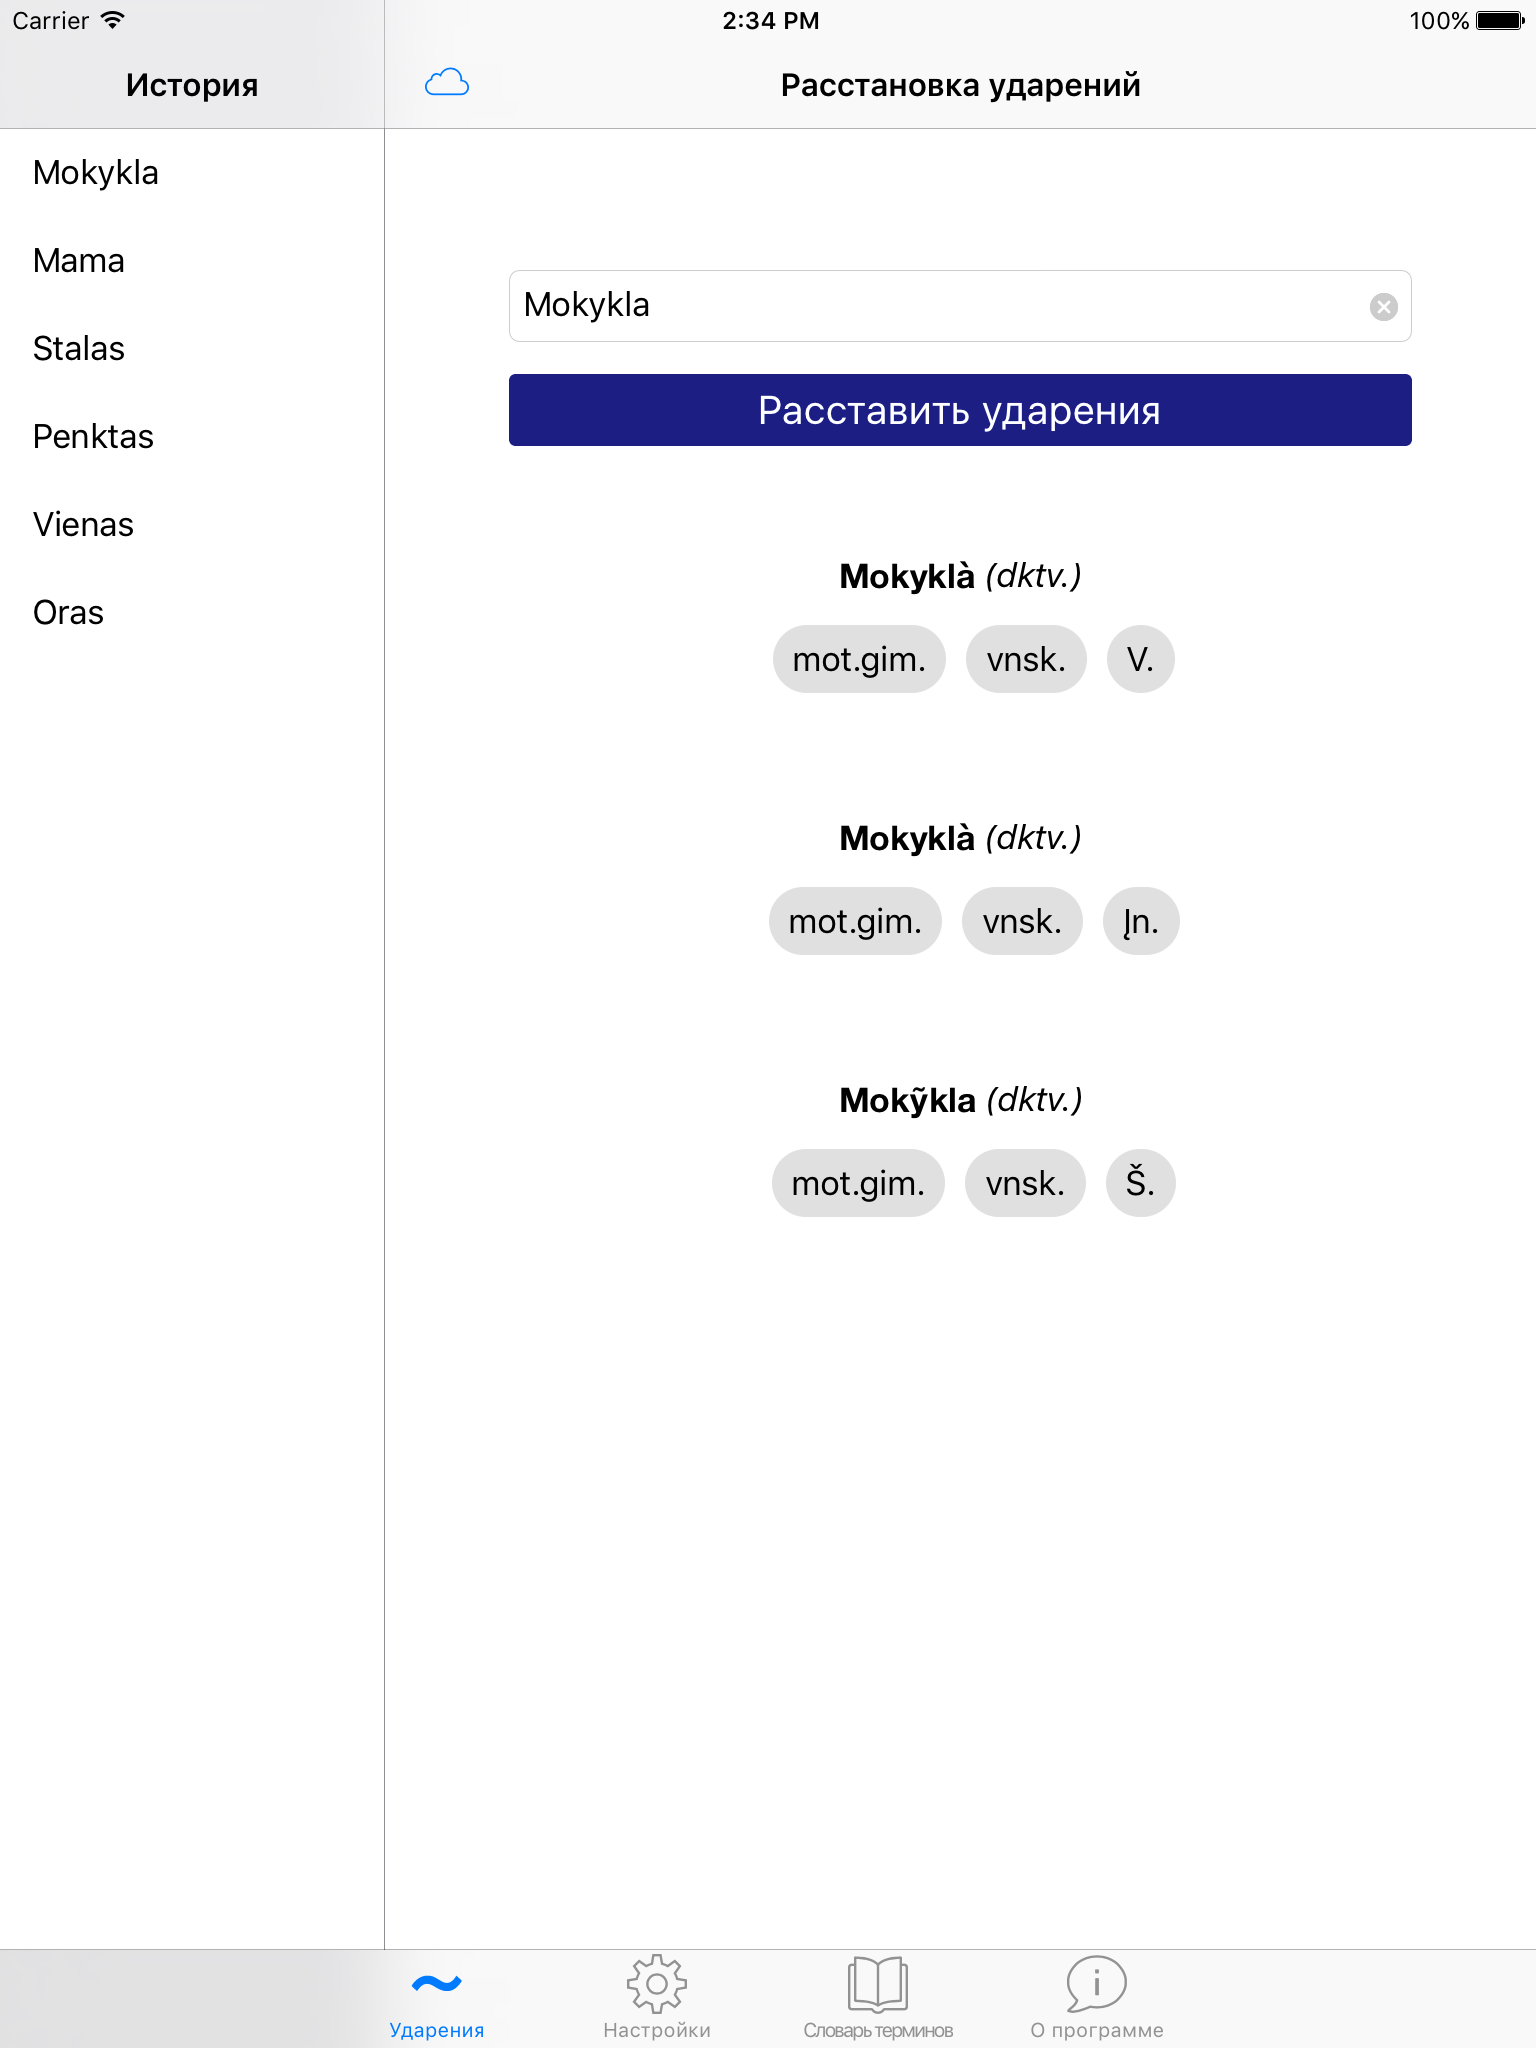 Carrier 2:34 PM 100%
История
Расстановка ударений
Mokykla
Mama
Stalas
Penktas
Vienas
Oras
Mokykla
Расставить ударения
Mokyklà (dktv.)
mot.gim. vnsk. V.
Mokyklà (dktv.)
mot.gim. vnsk. Įn.
Mokỹkla (dktv.)
mot.gim. vnsk. Š.
Ударения Настройки Словарь терминов О программе